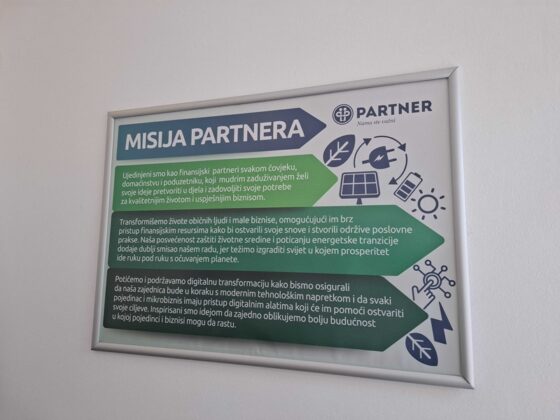 MISIJA PARTNERA
PARTNER
Nama ste važni
Ujedinjeni smo kao finansijski partneri svakom čovjeku,
domaćinstvu i poduzetniku, koji mudrim zaduživanjem želi
svoje ideje pretvoriti u djela i zadovoljiti svoje potrebe
za kvalitetnijim životom i uspješnijim biznisom.
Transformišemo živote običnih ljudi i male biznise, omogućujući im brz
pristup finansijskim resursima kako bi ostvarili svoje snove i stvorili održive poslovne
prakse. Naša posvećenost zaštiti životne sredine i poticanju energetske tranzicije
dodaje dublji smisao našem radu, jer težimo izgraditi svijet u kojem prosperitet
ide ruku pod ruku s očuvanjem planete.
Potičemo i podržavamo digitalnu transformaciju kako bismo osigurali
da naša zajednica bude u koraku s modernim tehnološkim napretkom i da svaki
pojedinac i mikrobiznis imaju pristup digitalnim alatima koji će im pomoći ostvariti
svoje ciljeve. Inspirisani smo idejom da zajedno oblikujemo bolju budućnost
u kojoj pojedinci i biznisi mogu da rastu.